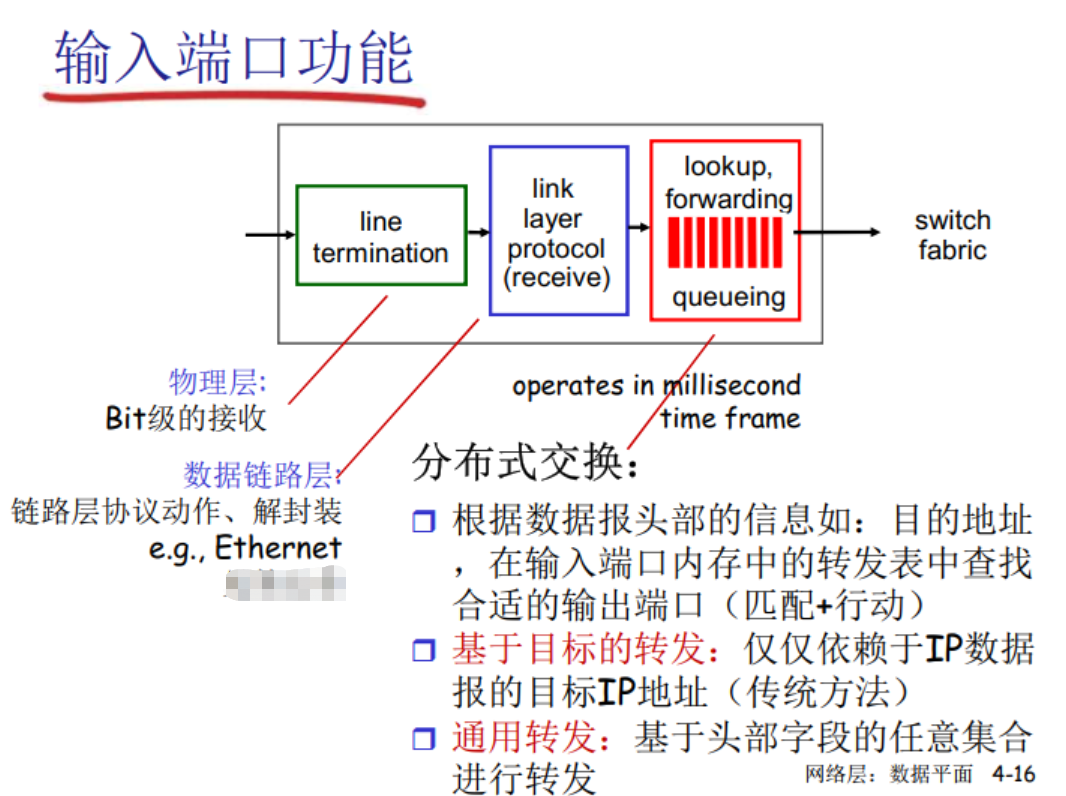 输入端口功能
line
termination
link
layer
protocol
(receive)
lookup,
forwarding
queueing
switch
fabric
物理层:
Bit级的接收
数据链路层:
链路层协议动作、解封装
e.g., Ethernet
operates in millisecond
time frame
分布式交换：
根据数据报头部的信息如：目的地址
，在输入端口内存中的转发表中查找
合适的输出端口（匹配+行动）
基于目标的转发：仅仅依赖于IP数据
报的目标IP地址（传统方法）
通用转发：基于头部字段的任意集合
进行转发
网络层：数据平面 4-16